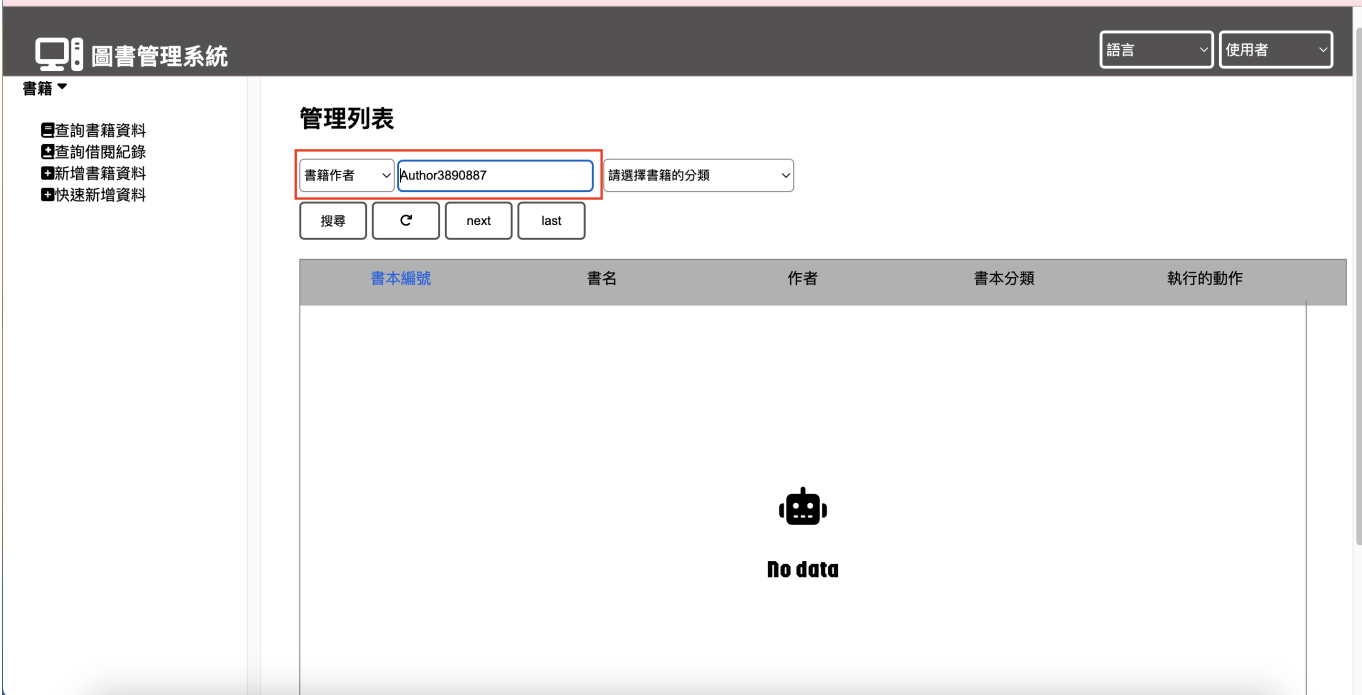 圖書管理系統
語言 使用者
書籍
查詢書籍資料
查詢借閱紀錄
新增書籍資料
快速新增資料
管理列表
書籍作者 Author3890887 請選擇書籍的分類
搜尋 next last
書本編號 書名 作者 書本分類 執行的動作
No data